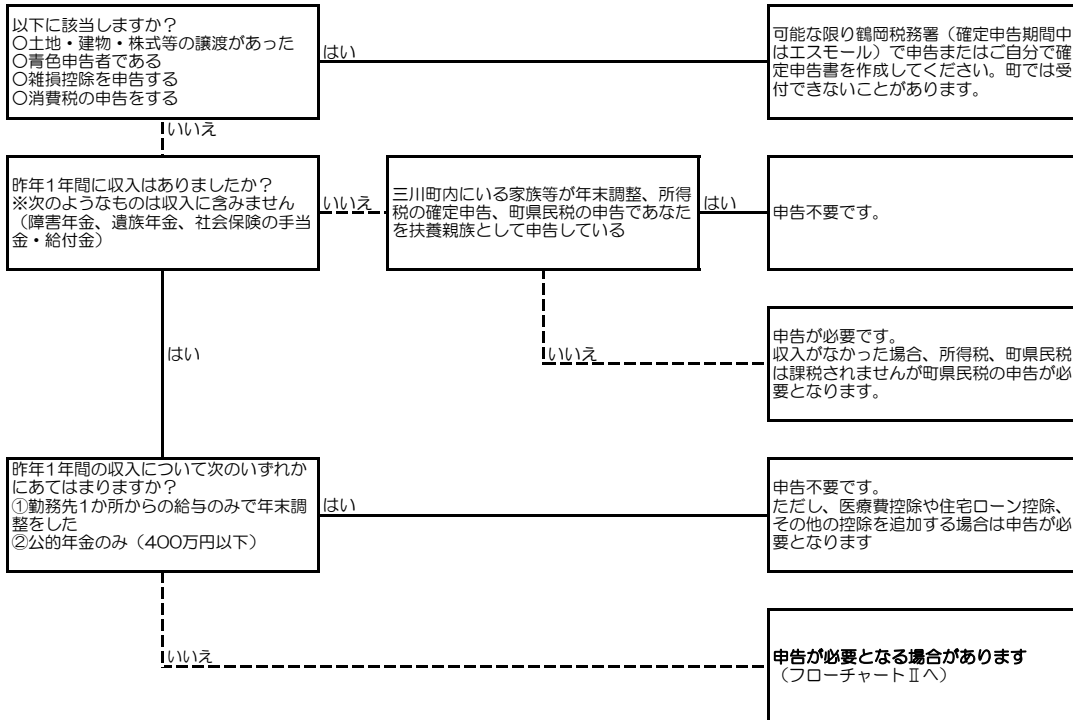 以下に該当しますか？
○土地・建物・株式等の譲渡があった
○青色申告者である
○雑損控除を申告する
○消費税の申告をする
はい
可能な限り鶴岡税務署（確定申告期間中
はエスモール）で申告またはご自分で確
定申告書を作成してください。町では受
付できないことがあります。
いいえ
昨年1年間に収入はありましたか？
※次のようなものは収入に含みません
（障害年金、遺族年金、社会保険の手当
金・給付金）
いいえ
三川町内にいる家族等が年末調整、所得
税の確定申告、町県民税の申告であなた
を扶養親族として申告している
はい
申告不要です。
はい
いいえ
申告が必要です。
収入がなかった場合、所得税、町県民税
は課税されませんが町県民税の申告が必
要となります。
昨年1年間の収入について次のいずれか
にあてはまりますか？
①勤務先1か所からの給与のみで年末調
整をした
②公的年金のみ（400万円以下）
はい
申告不要です。
ただし、医療費控除や住宅ローン控除、
その他の控除を追加する場合は申告が必
要となります
いいえ
申告が必要となる場合があります
（フローチャートⅡへ）